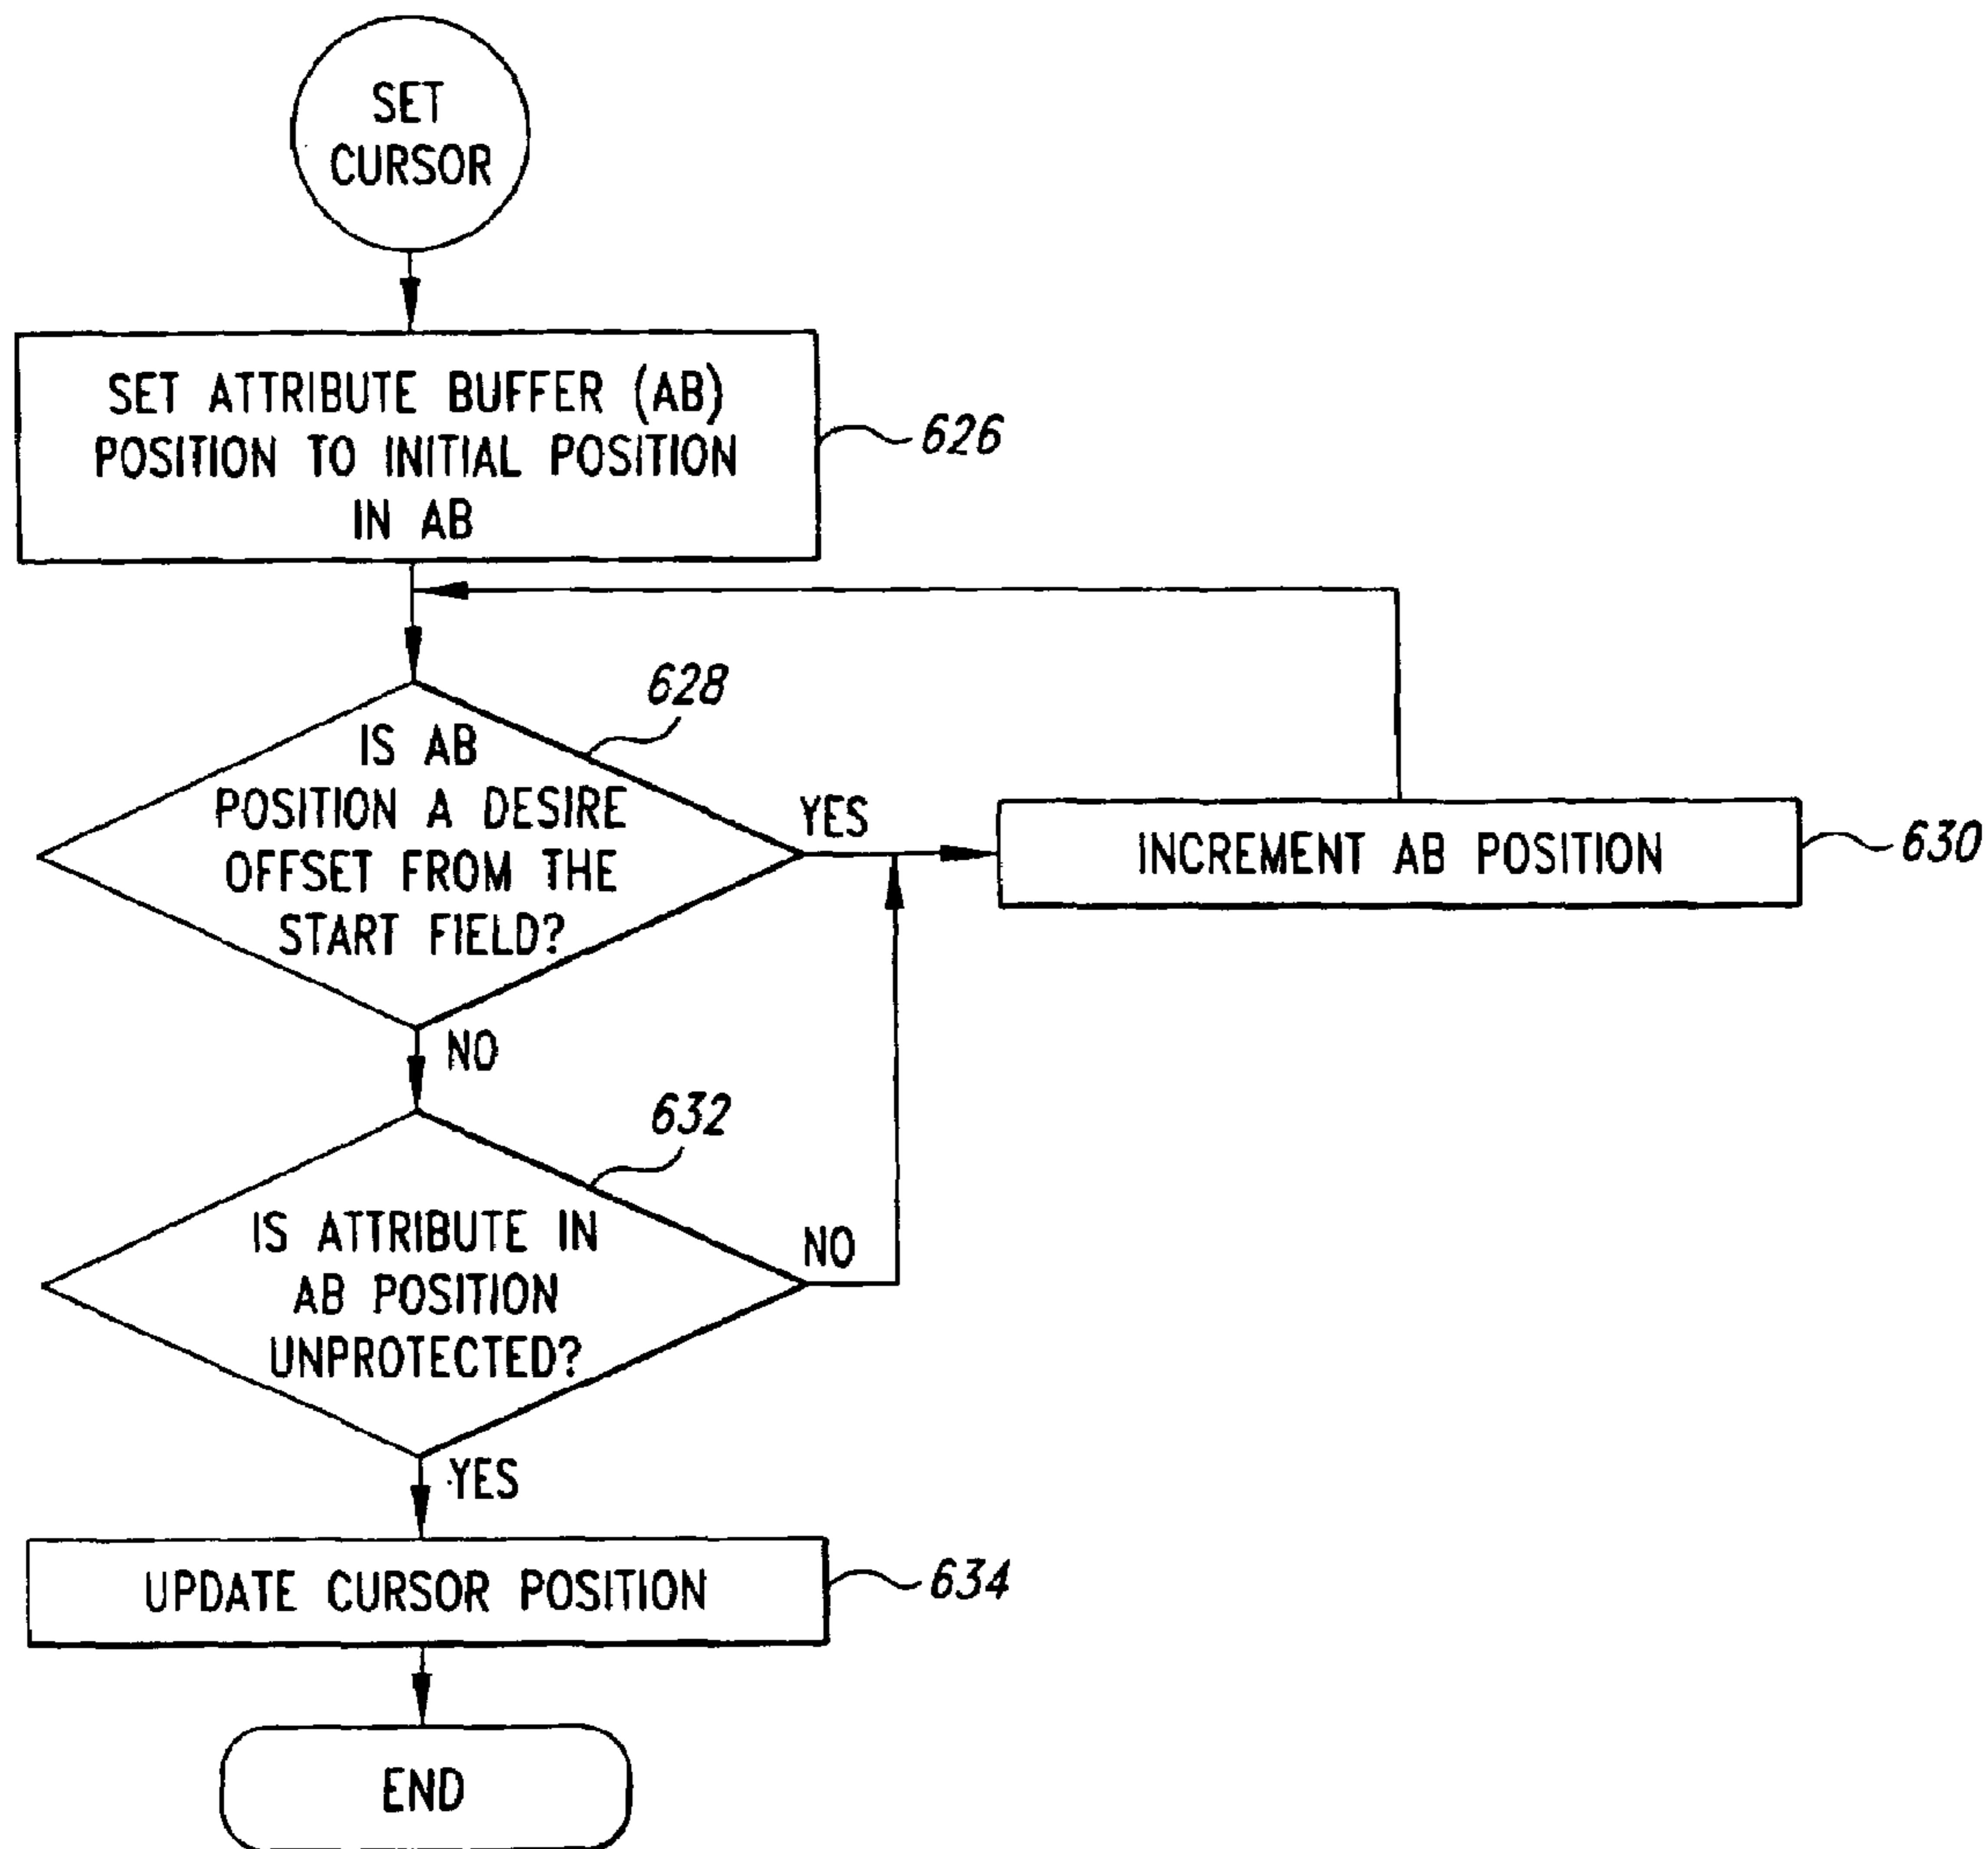 SET
CURSOR
SET ATTRIBUTE BUFFER (AB)
POSITION TO INITIAL POSITION
IN AB
626
628
IS AB
POSITION A DESIRE
OFFSET FROM THE
START FIELD?
YES
INCREMENT AB POSITION
630
NO
632
IS ATTRIBUTE IN
AB POSITION
UNPROTECTED?
NO
YES
UPDATE CURSOR POSITION
634
END